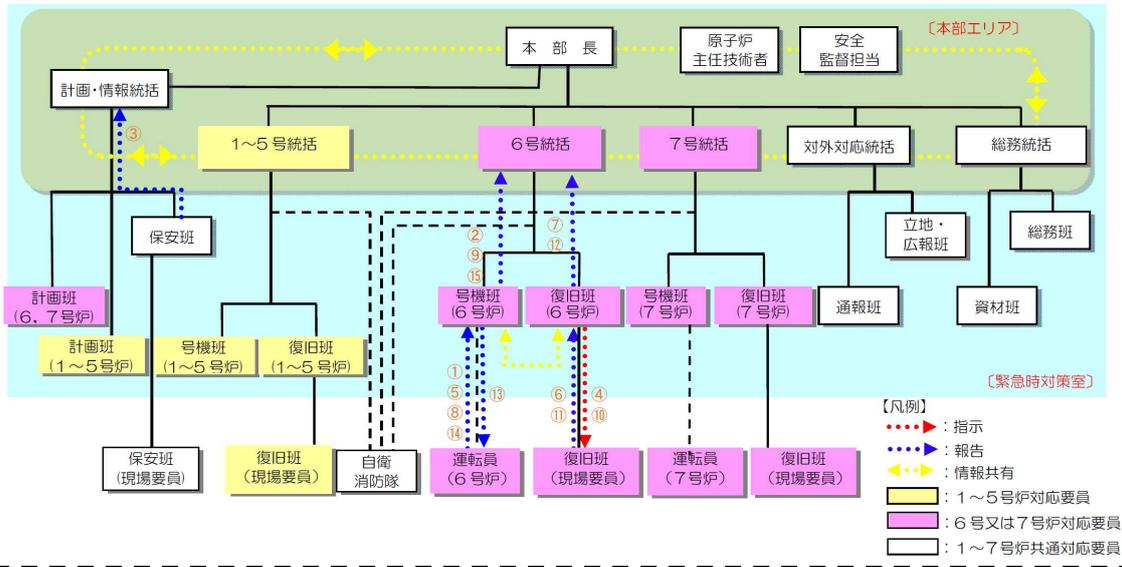 〔本部エリア〕
本　部　長
原子炉
主任技術者
安全
監督担当
計画・情報統括
③
1～5号統括
6号統括
7号統括
対外対応統括
総務統括
保安班
②
⑨
⑮
⑦
⑫
立地・
広報班
総務班
計画班
(6，7号炉)
計画班
(1～5号炉)
号機班
(1～5号炉)
復旧班
(1～5号炉)
号機班
(6号炉)
復旧班
(6号炉)
号機班
(7号炉)
復旧班
(7号炉)
通報班
資材班
〔緊急時対策室〕
①
⑤
⑧
⑭
⑬
⑥
⑪
④
⑩
保安班
(現場要員)
復旧班
(現場要員)
自衛
消防隊
運転員
(6号炉)
復旧班
(現場要員)
運転員
(7号炉)
復旧班
(現場要員)
【凡例】
：指示
：報告
：情報共有
：1～5号炉対応要員
：6号又は7号炉対応要員
：1～7号炉共通対応要員